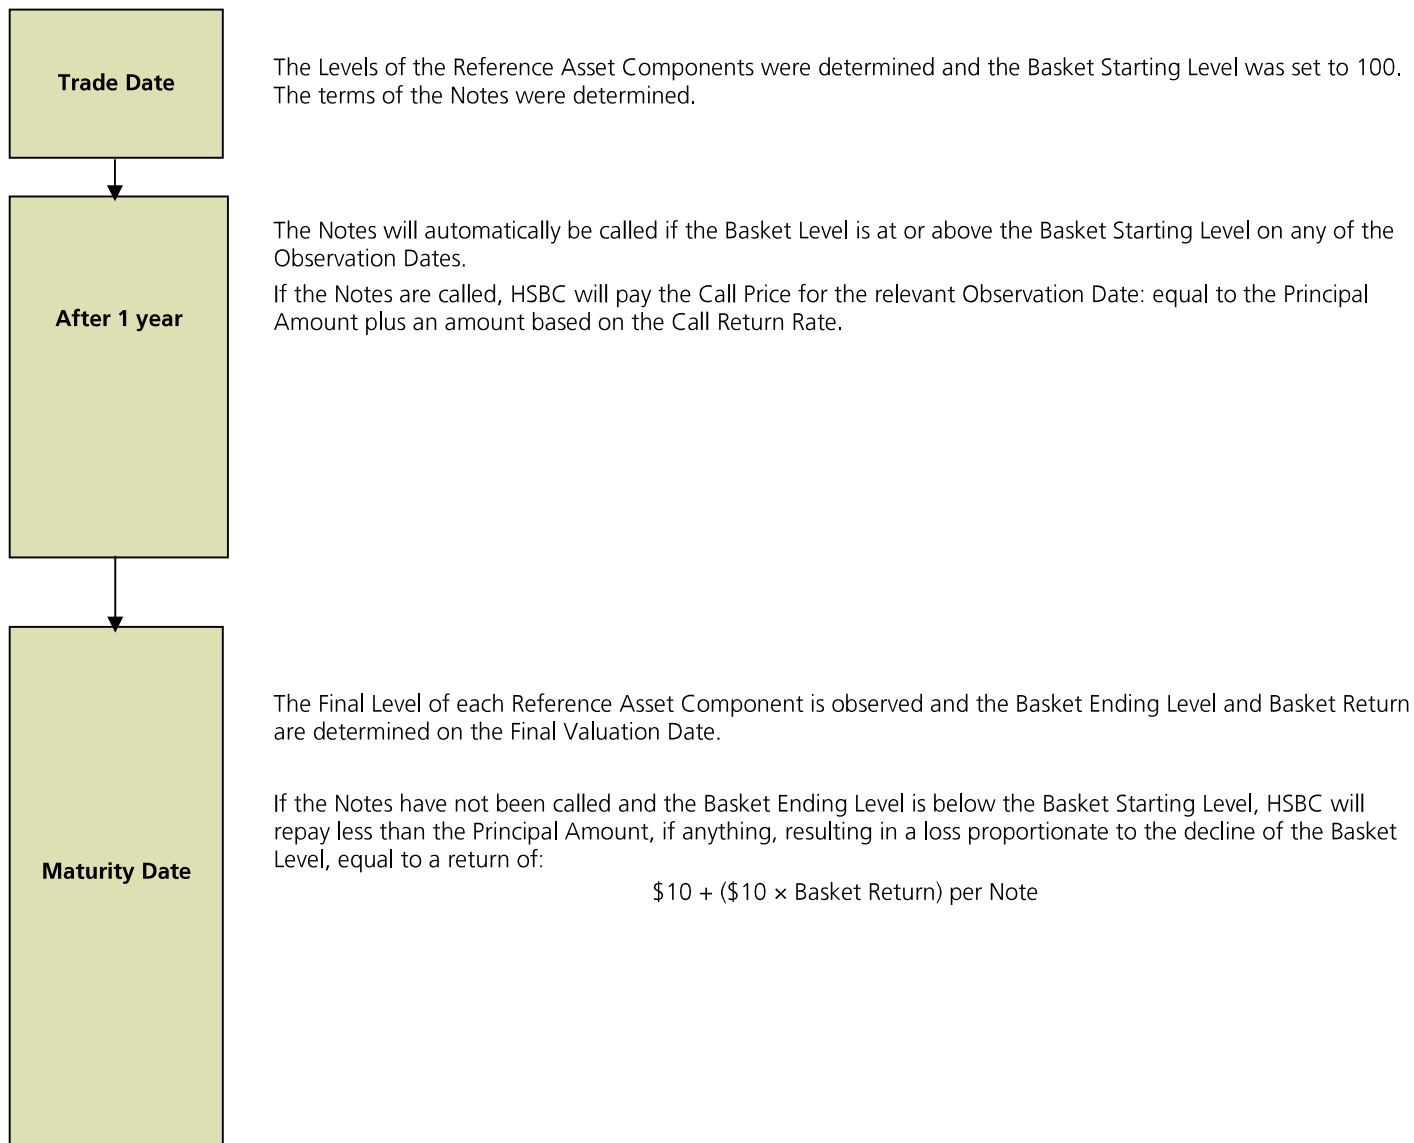 Trade Date
The Levels of the Reference Asset Components were determined and the Basket Starting Level was set to 100.
The terms of the Notes were determined.
After 1 year
The Notes will automatically be called if the Basket Level is at or above the Basket Starting Level on any of the
Observation Dates.
If the Notes are called, HSBC will pay the Call Price for the relevant Observation Date: equal to the Principal
Amount plus an amount based on the Call Return Rate.
Maturity Date
The Final Level of each Reference Asset Component is observed and the Basket Ending Level and Basket Return
are determined on the Final Valuation Date.
If the Notes have not been called and the Basket Ending Level is below the Basket Starting Level, HSBC will
repay less than the Principal Amount, if anything, resulting in a loss proportionate to the decline of the Basket
Level, equal to a return of:
$10 + ($10 × Basket Return) per Note